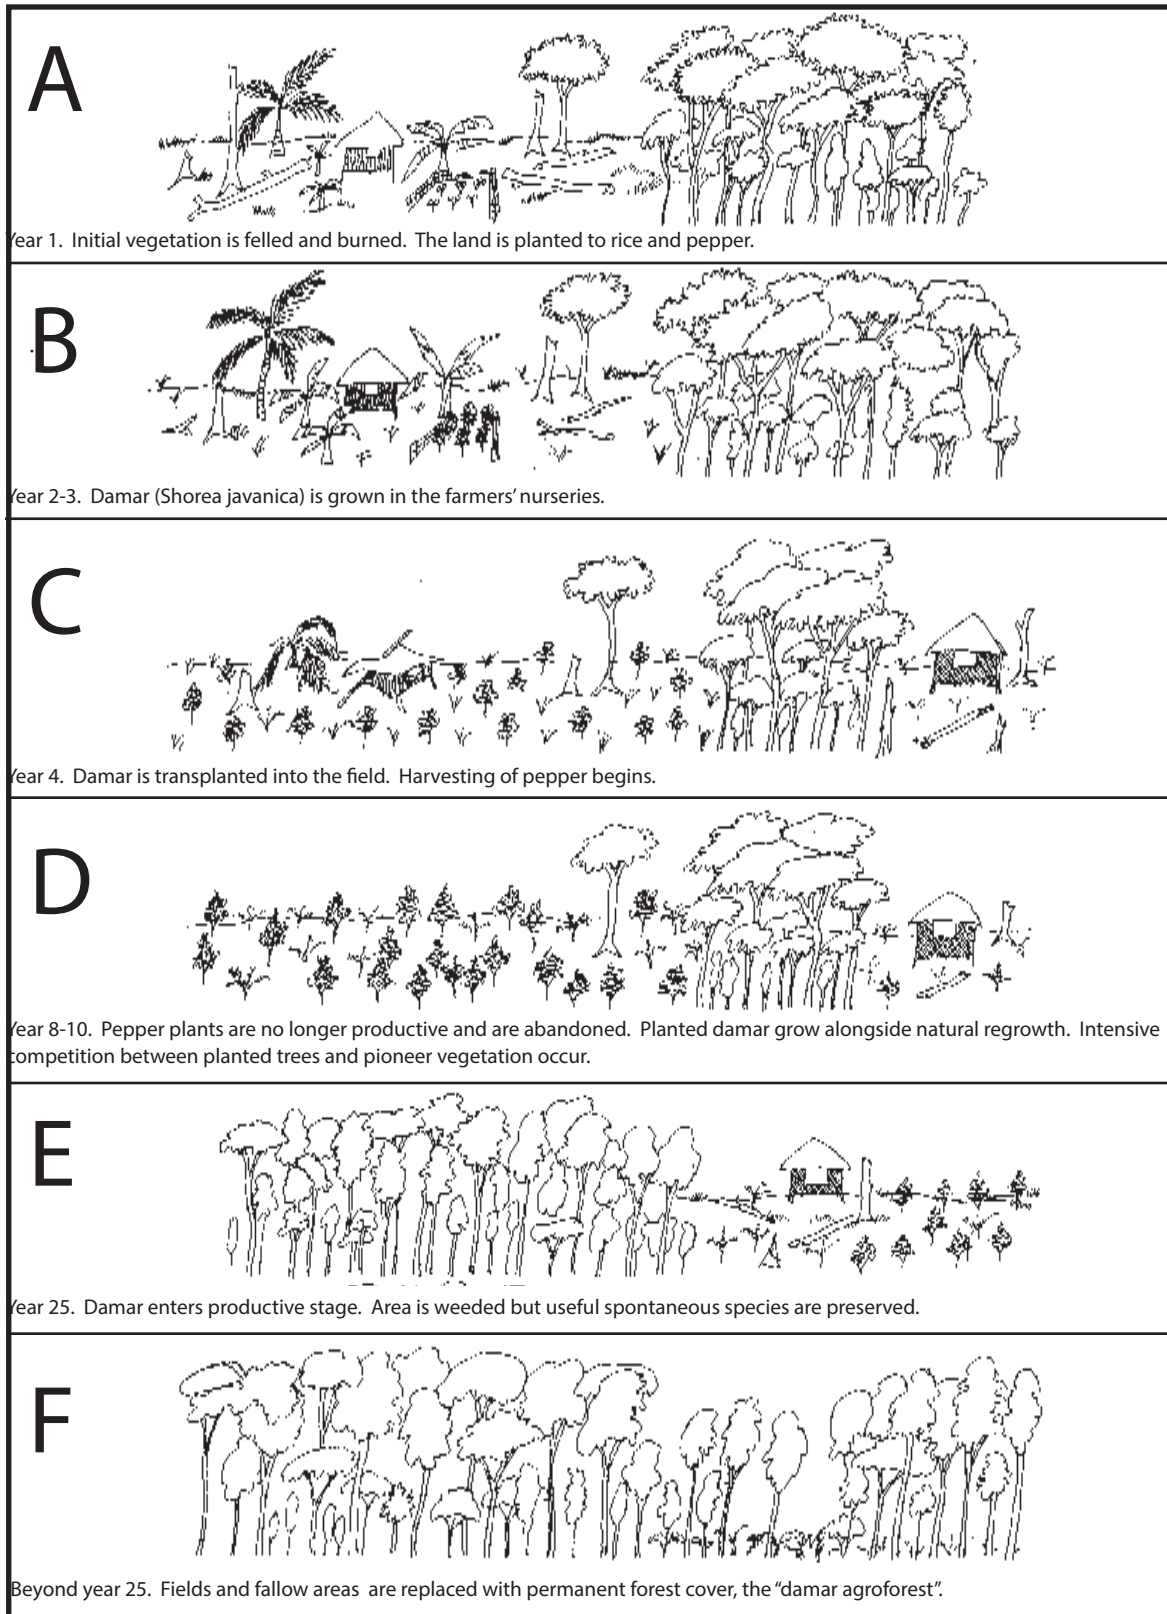 A
Year 1. Initial vegetation is felled and burned. The land is planted to rice and pepper.
B
Year 2-3. Damar (Shorea javanica) is grown in the farmers' nurseries.
C
Year 4. Damar is transplanted into the field. Harvesting of pepper begins.
D
Year 8-10. Pepper plants are no longer productive and are abandoned. Planted damar grow alongside natural regrowth. Intensive
competition between planted trees and pioneer vegetation occur.
E
Year 25. Damar enters productive stage. Area is weeded but useful spontaneous species are preserved.
F
Beyond year 25. Fields and fallow areas are replaced with permanent forest cover, the “damar agroforest”.